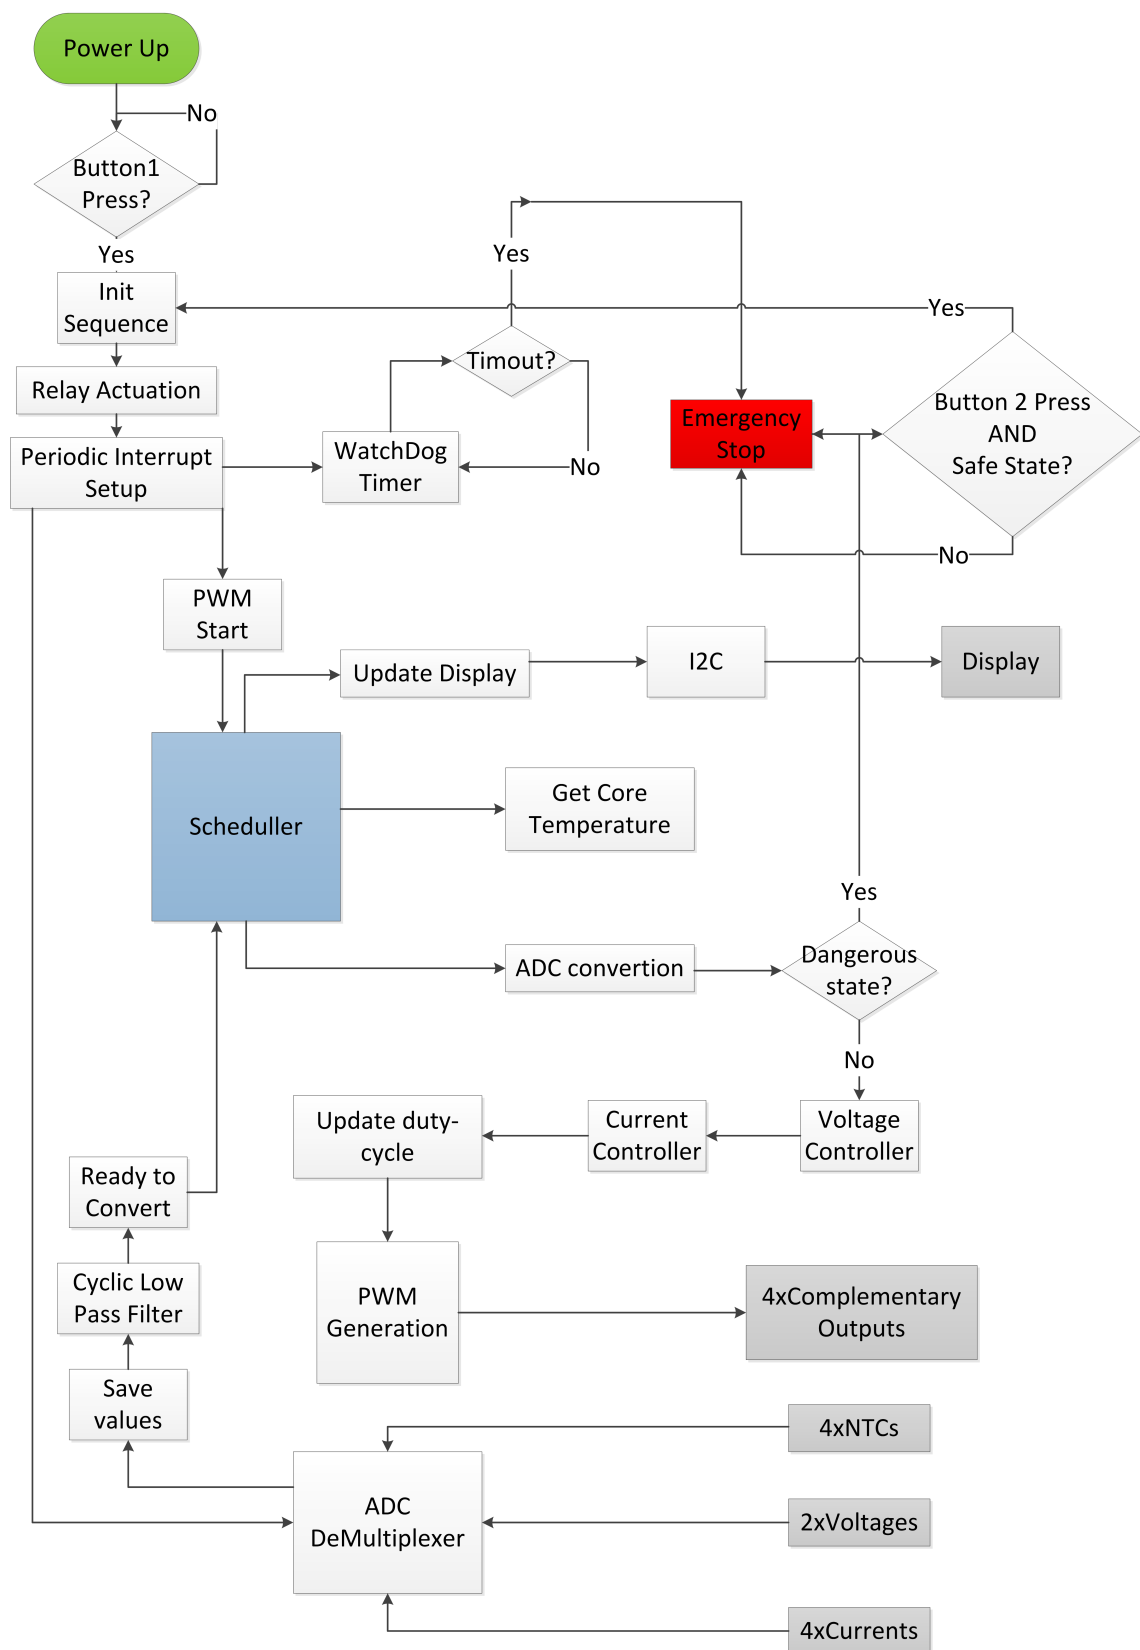 Power Up
No
Button1
Press?
Yes
Init
Sequence
Relay Actuation
Periodic Interrupt
Setup
WatchDog
Timer
Timout?
Yes
No
Emergency
Stop
Yes
Button 2 Press
AND
Safe State?
No
PWM
Start
Update Display
I2C
Display
Scheduller
Get Core
Temperature
ADC convertion
Yes
Dangerous
state?
No
Voltage
Controller
Current
Controller
Update duty-
cycle
Ready to
Convert
Cyclic Low
Pass Filter
Save
values
PWM
Generation
4xComplementary
Outputs
ADC
DeMultiplexer
4xNTCs
2xVoltages
4xCurrents